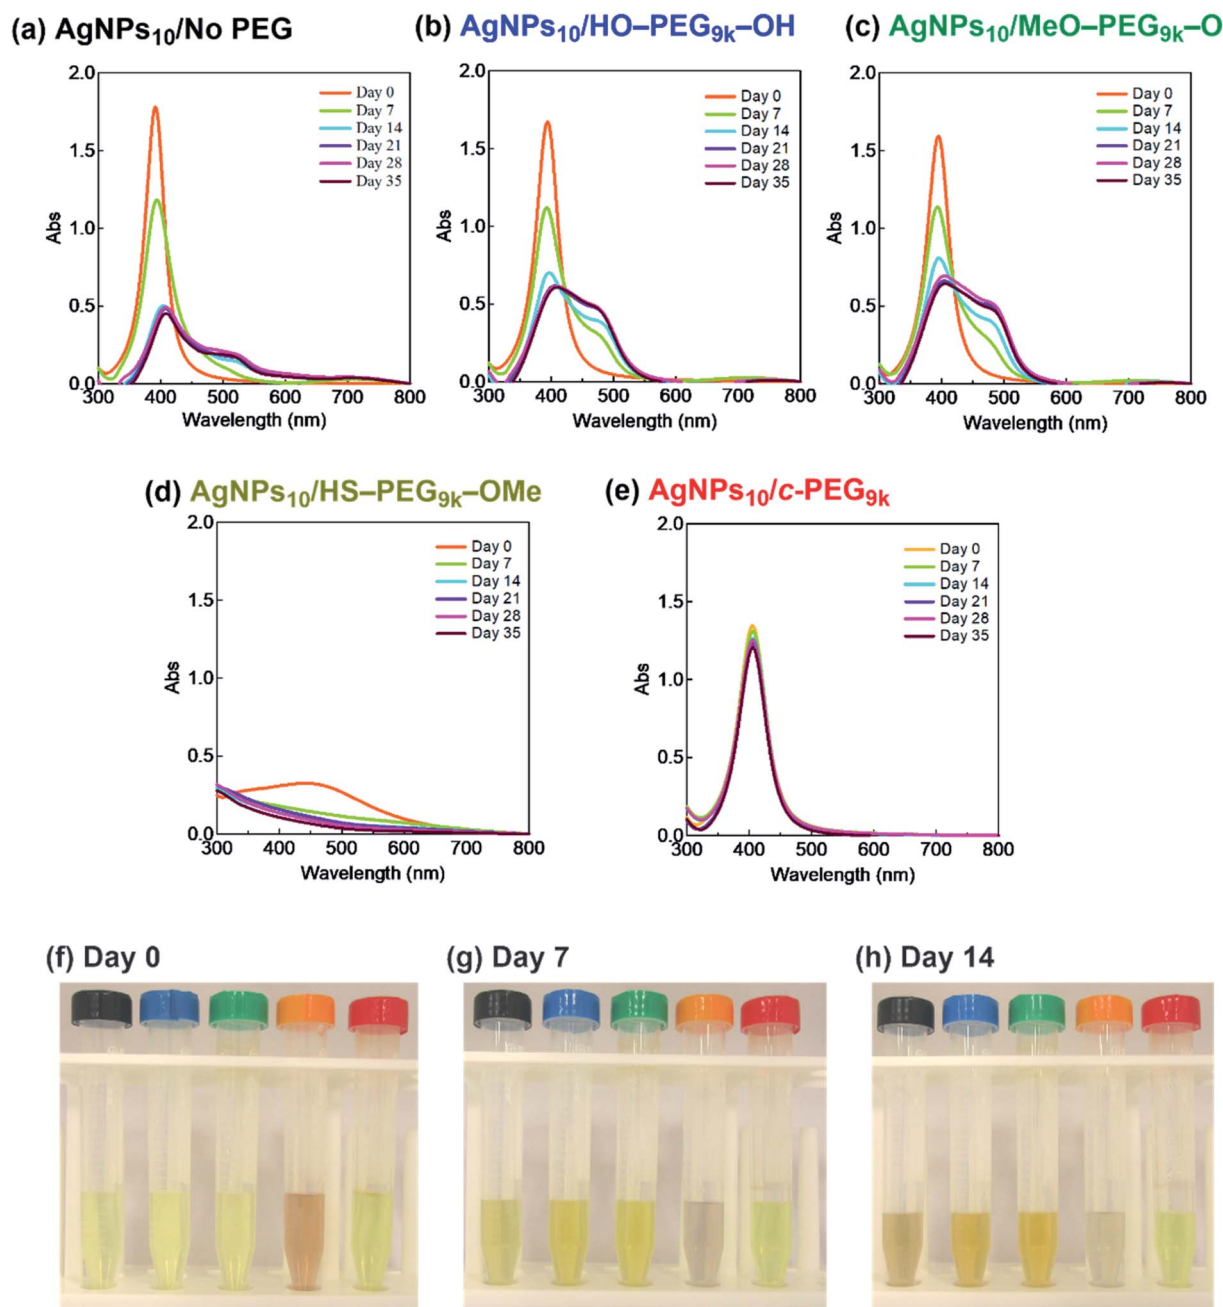 (a) AgNPs10/No PEG
(b) AgNPs10/HO–PEG9k–OH
(c) AgNPs10/MeO–PEG9k–O
2.0
1.5
1.0
0.5
0.0
Abs
300 400 500 600 700 800
Wavelength (nm)
Day 0
Day 7
Day 14
Day 21
Day 28
Day 35
2.0
1.5
1.0
0.5
0.0
Abs
300 400 500 600 700 800
Wavelength (nm)
Day 0
Day 7
Day 14
Day 21
Day 28
Day 35
2.0
1.5
1.0
0.5
0.0
Abs
300 400 500 600 700 800
Wavelength (nm)
Day 0
Day 7
Day 14
Day 21
Day 28
Day 35
(d) AgNPs10/HS–PEG9k–OMe
(e) AgNPs10/c-PEG9k
2.0
1.5
1.0
0.5
0.0
Abs
300 400 500 600 700 800
Wavelength (nm)
Day 0
Day 7
Day 14
Day 21
Day 28
Day 35
2.0
1.5
1.0
0.5
0.0
Abs
300 400 500 600 700 800
Wavelength (nm)
Day 0
Day 7
Day 14
Day 21
Day 28
Day 35
(f) Day 0
(g) Day 7
(h) Day 14